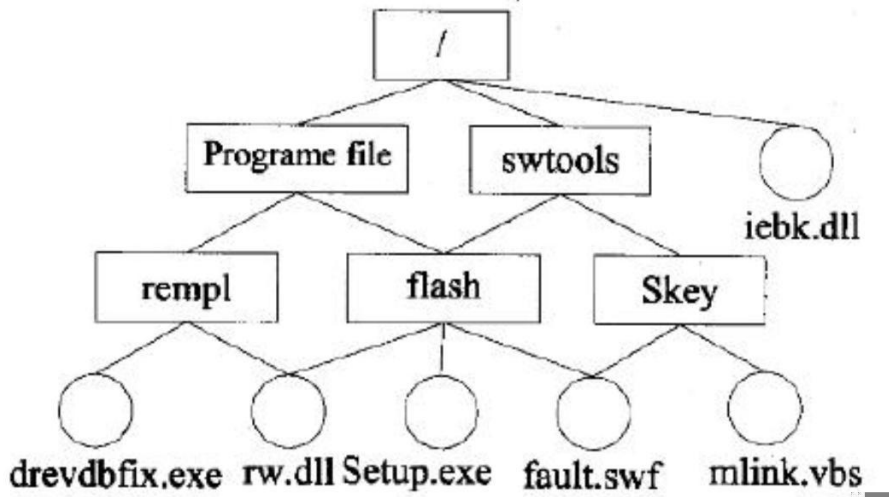 /
Programe file
swtools
iebk.dll
rempl
flash
Skey
drevdbfix.exe
rw.dll
Setup.exe
fault.swf
mlink.vbs